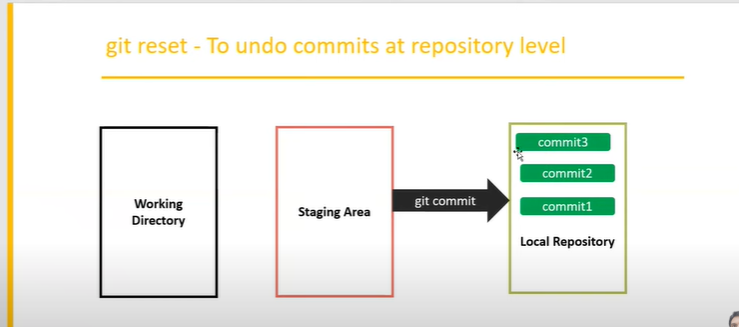 git reset - To undo commits at repository level
Working
Directory
Staging Area
git commit
commit3
commit2
commit1
Local Repository